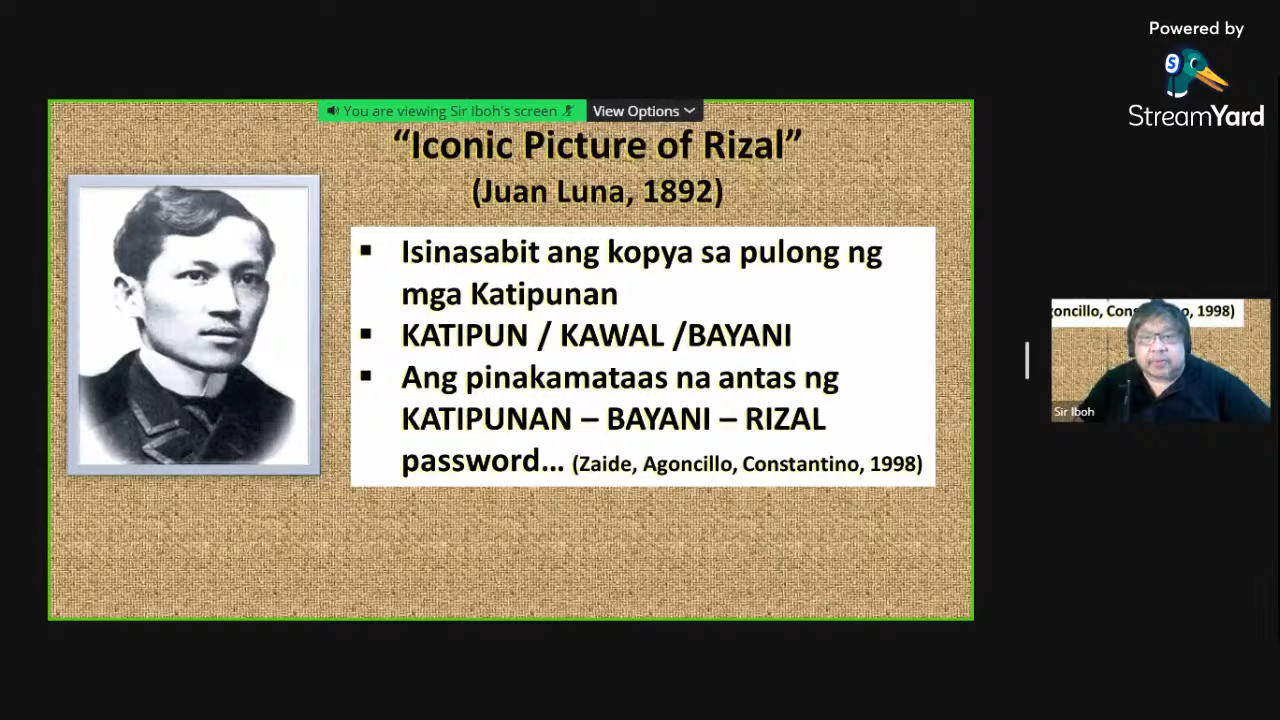 Powered by
S
StreamYard
You are viewing Sir Iboh's screen
View Options
“Iconic Picture of Rizal”
(Juan Luna, 1892)
▪ Isinasabit ang kopya sa pulong ng
mga Katipunan
▪ KATIPUN / KAWAL /BAYANI
▪ Ang pinakamataas na antas ng
KATIPUNAN – BAYANI – RIZAL
password… (Zaide, Agoncillo, Constantino, 1998)
1998)
Sir Iboh